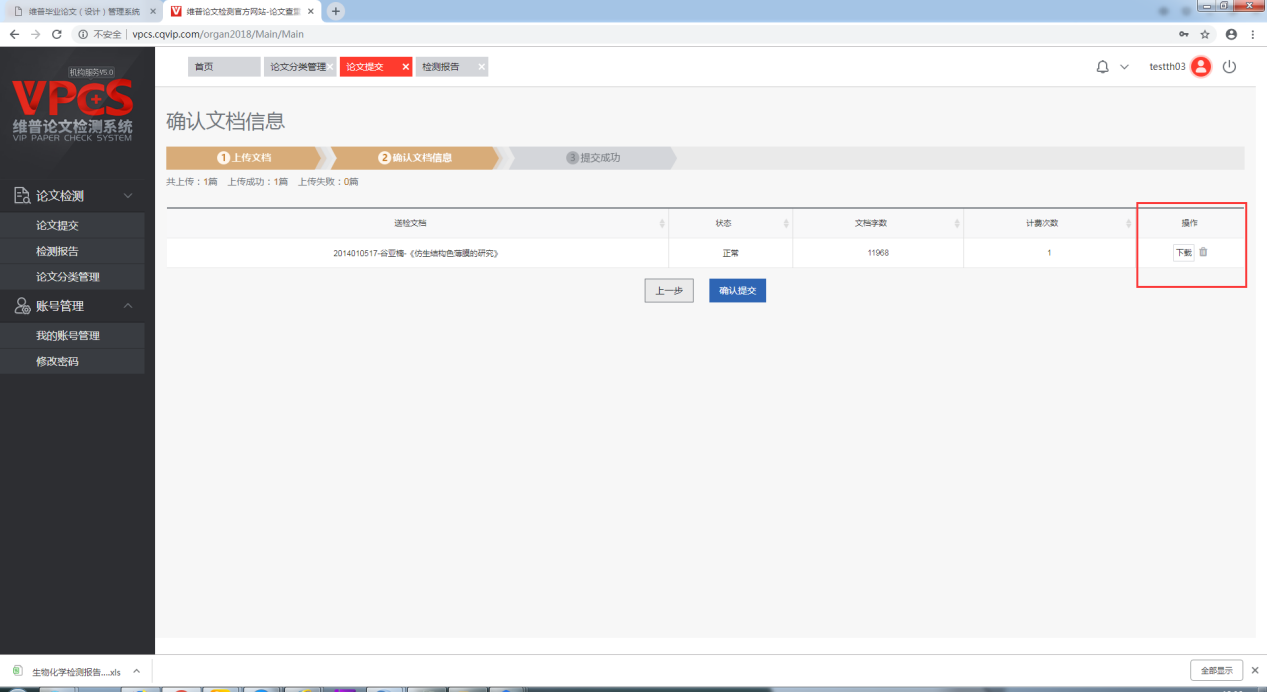 维普毕业论文（设计）管理系统
维普论文检测官方网站-论文查重
不安全 | vpcs.cqvip.com/organ2018/Main/Main
机构服务V5.0
VPCS
维普论文检测系统
VIP PAPER CHECK SYSTEM
首页 论文分类管理 论文提交 检测报告
testth03
确认文档信息
1 上传文档 2 确认文档信息 3 提交成功
共上传：1篇 上传成功：1篇 上传失败：0篇
送检文档 状态 文档字数 计费次数 操作
2014010517-谷豆梅-《仿生结构色薄膜的研究》 正常 11968 1 下载
上一步 确认提交
论文检测
论文提交
检测报告
论文分类管理
账号管理
我的账号管理
修改密码
生物化学检测报告....xls
全部显示